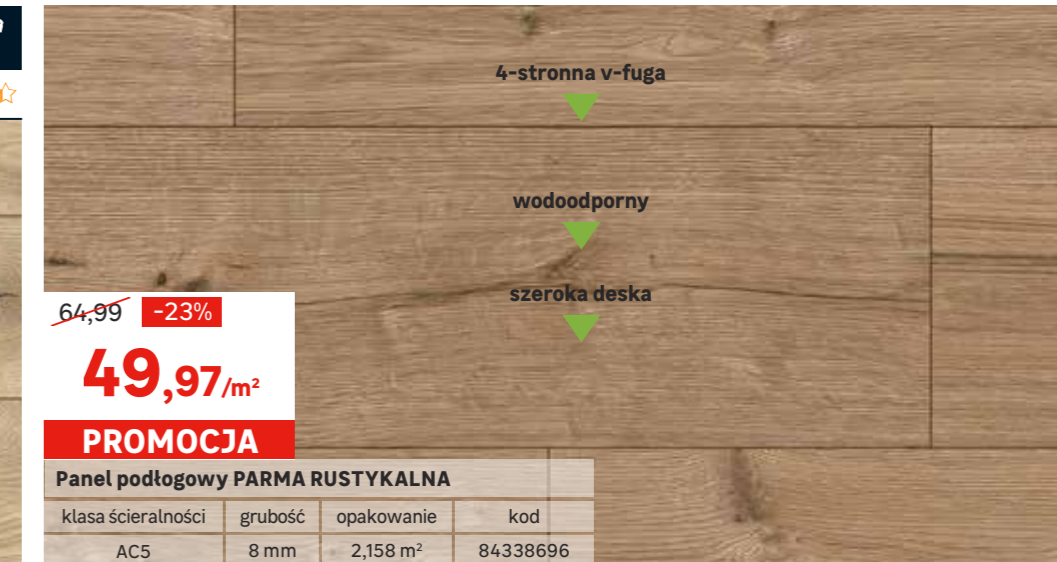 4-stronna v-fuga
wodoodporny
szeroka deska
64,99 -23%
49,97/m²
PROMOCJA
Panel podłogowy PARMA RUSTYKALNA
klasa ścieralności grubość opakowanie kod
AC5 8 mm 2,158 m² 84338696